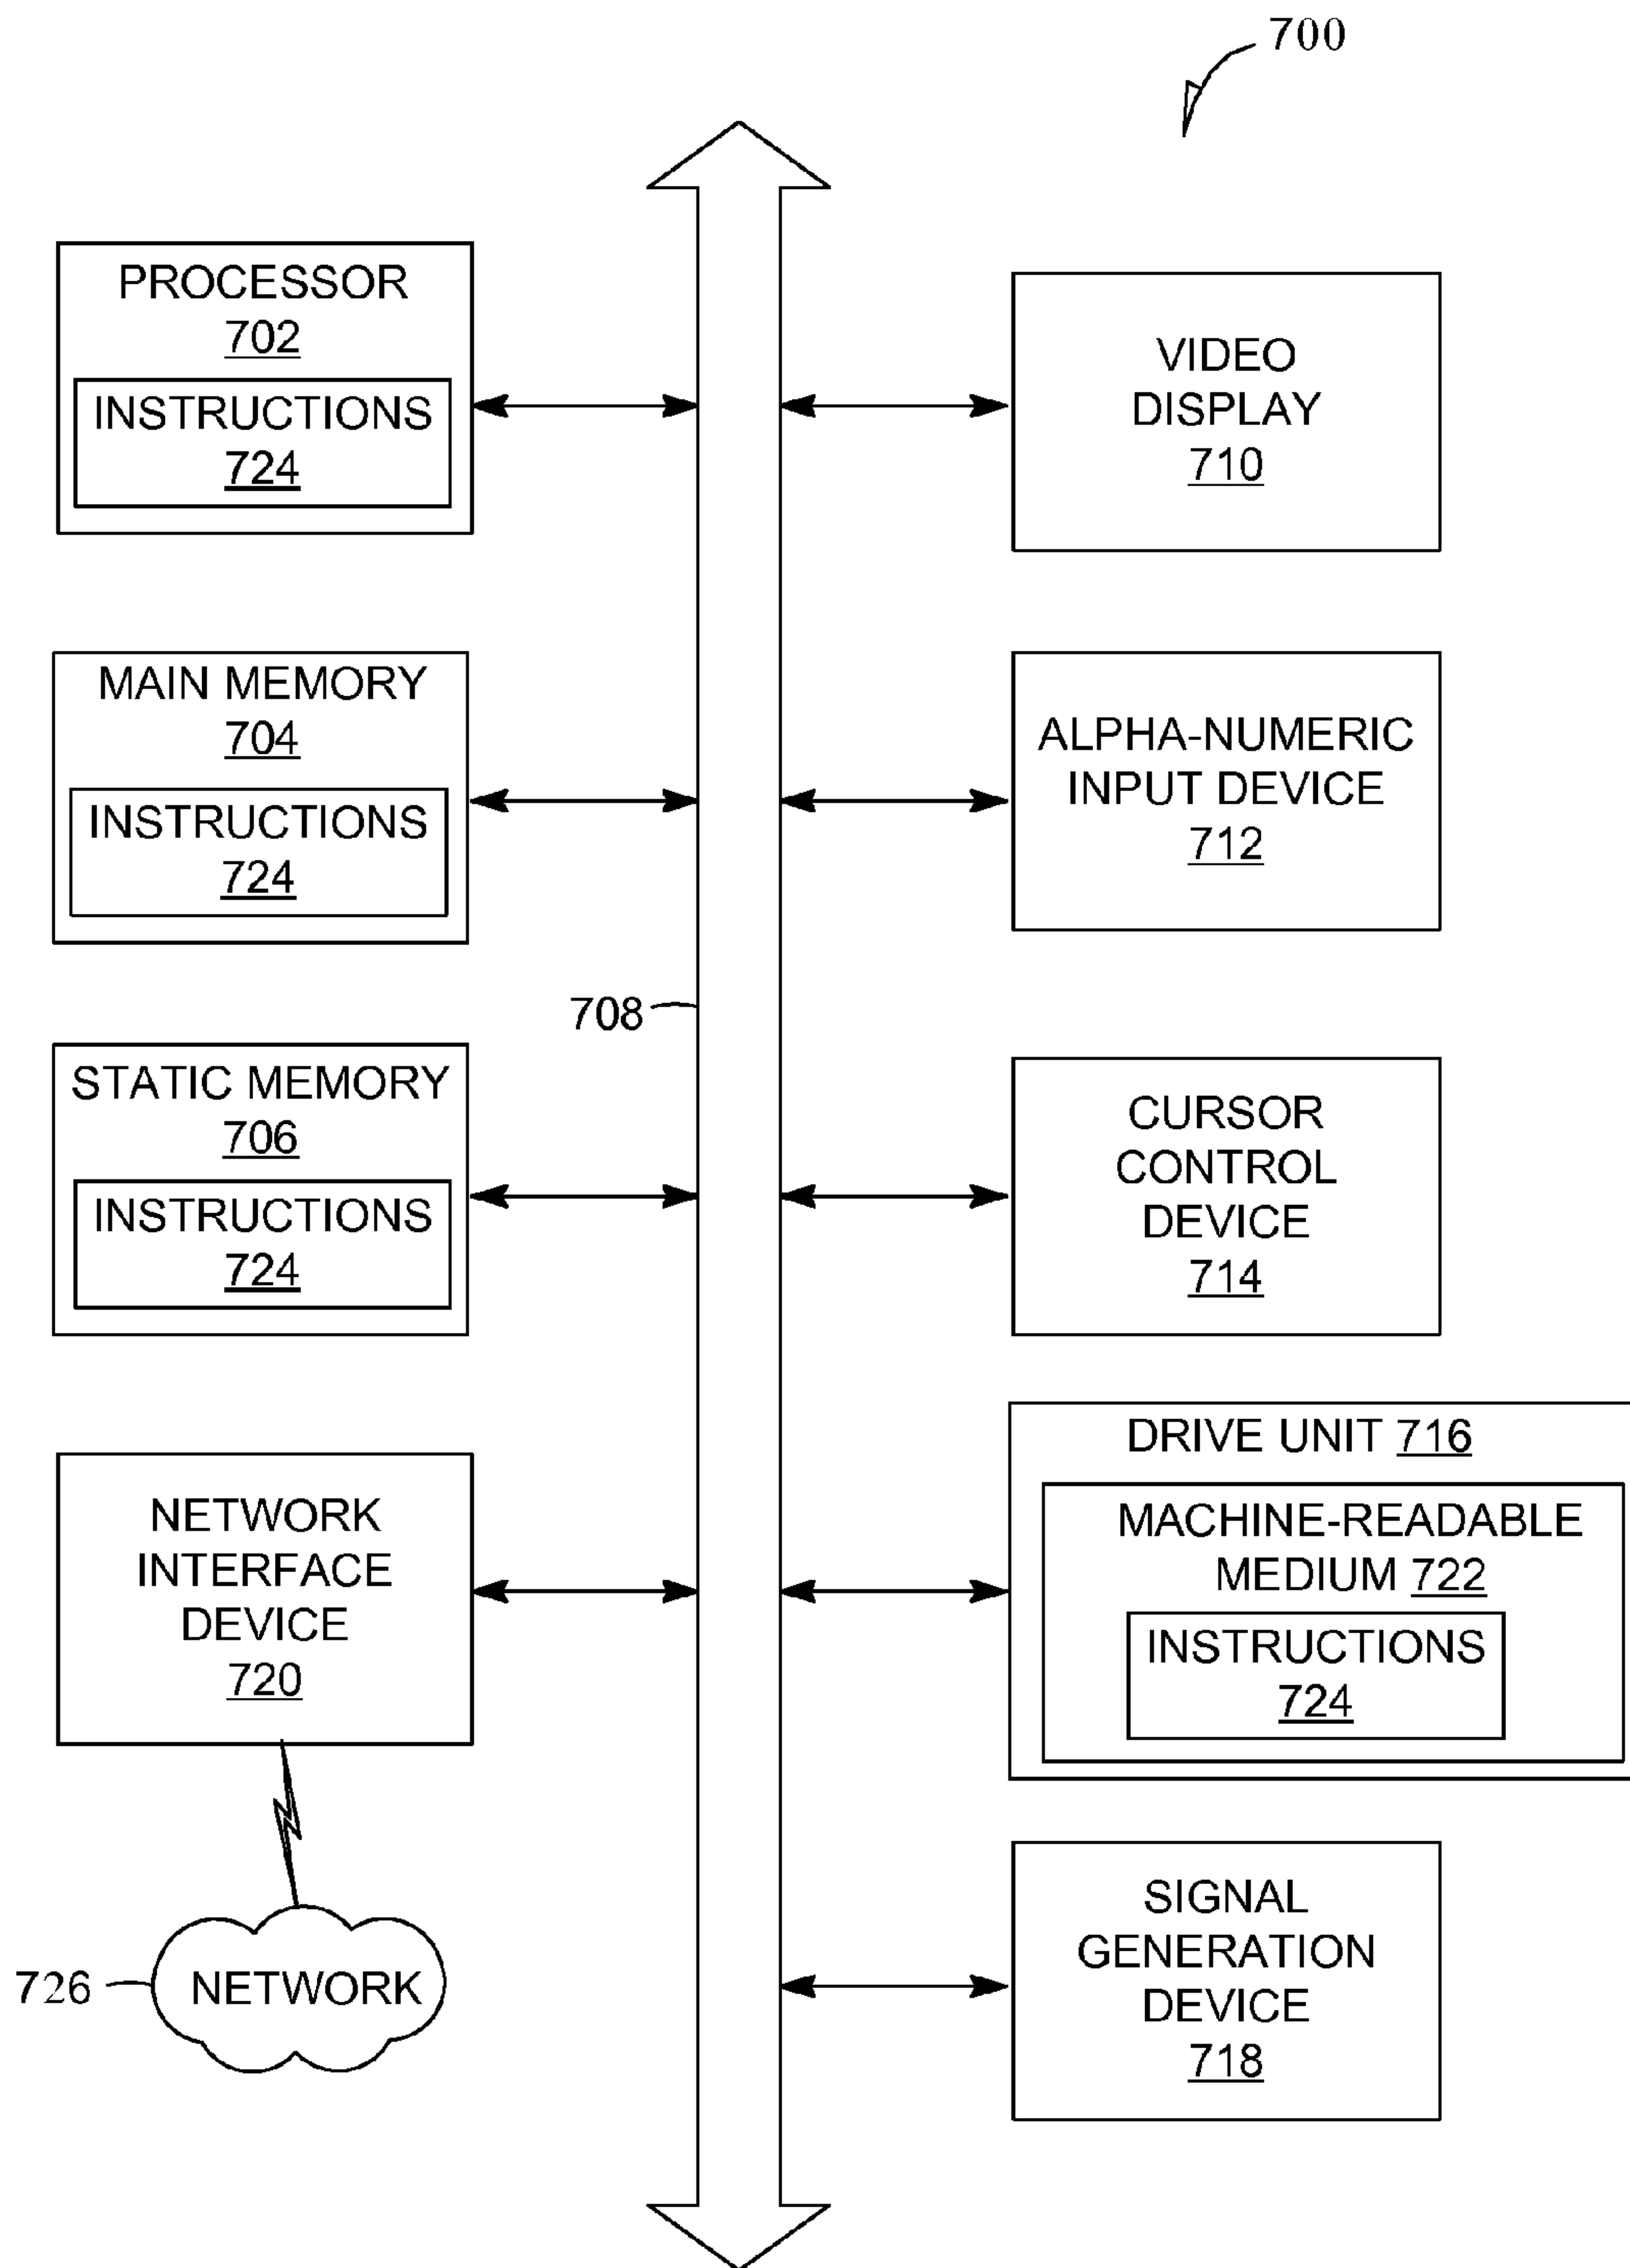 700
PROCESSOR
702
INSTRUCTIONS
724
MAIN MEMORY
704
INSTRUCTIONS
724
708
STATIC MEMORY
706
INSTRUCTIONS
724
NETWORK
INTERFACE
DEVICE
720
726
NETWORK
VIDEO
DISPLAY
710
ALPHA-NUMERIC
INPUT DEVICE
712
CURSOR
CONTROL
DEVICE
714
DRIVE UNIT 716
MACHINE-READABLE
MEDIUM 722
INSTRUCTIONS
724
SIGNAL
GENERATION
DEVICE
718